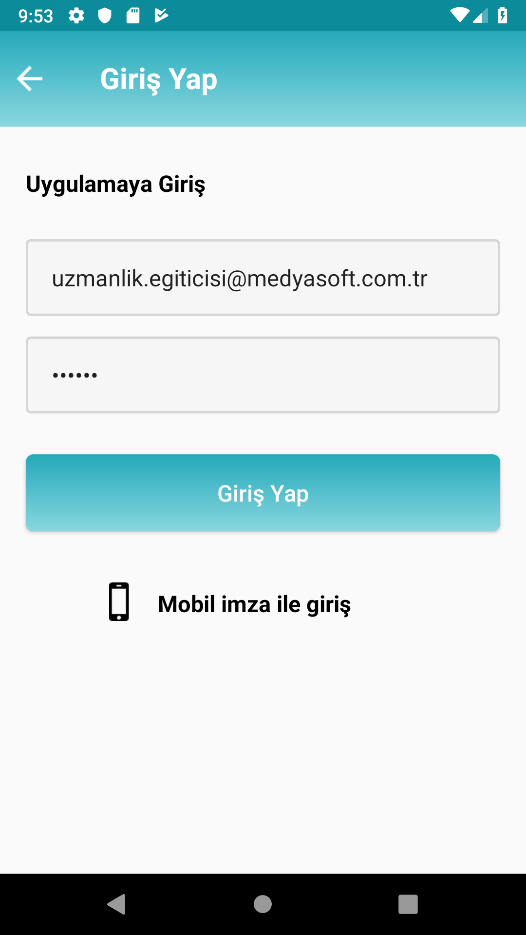 9:53
Giriş Yap
Uygulamaya Giriş
uzmanlik.egiticisi@medyasoft.com.tr
••••••
Giriş Yap
Mobil imza ile giriş